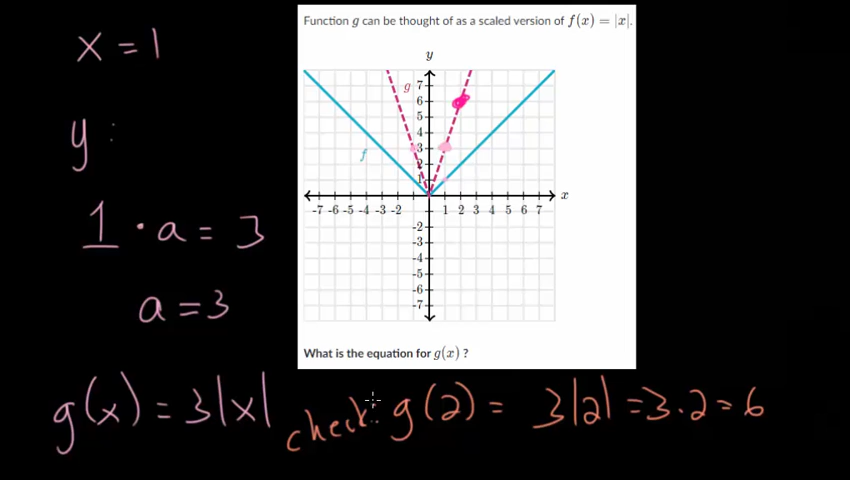 x = 1
y :
1 · a = 3
a = 3
g(x) = 3|x|
check: g(2) = 3|2| = 3.2 = 6
Function g can be thought of as a scaled version of f(x) = |x|.
y
g
7
6
5
4
3
2
1
f
x
-7 -6 -5 -4 -3 -2 1 2 3 4 5 6 7
-2
-3
-4
-5
-6
-7
What is the equation for g(x) ?